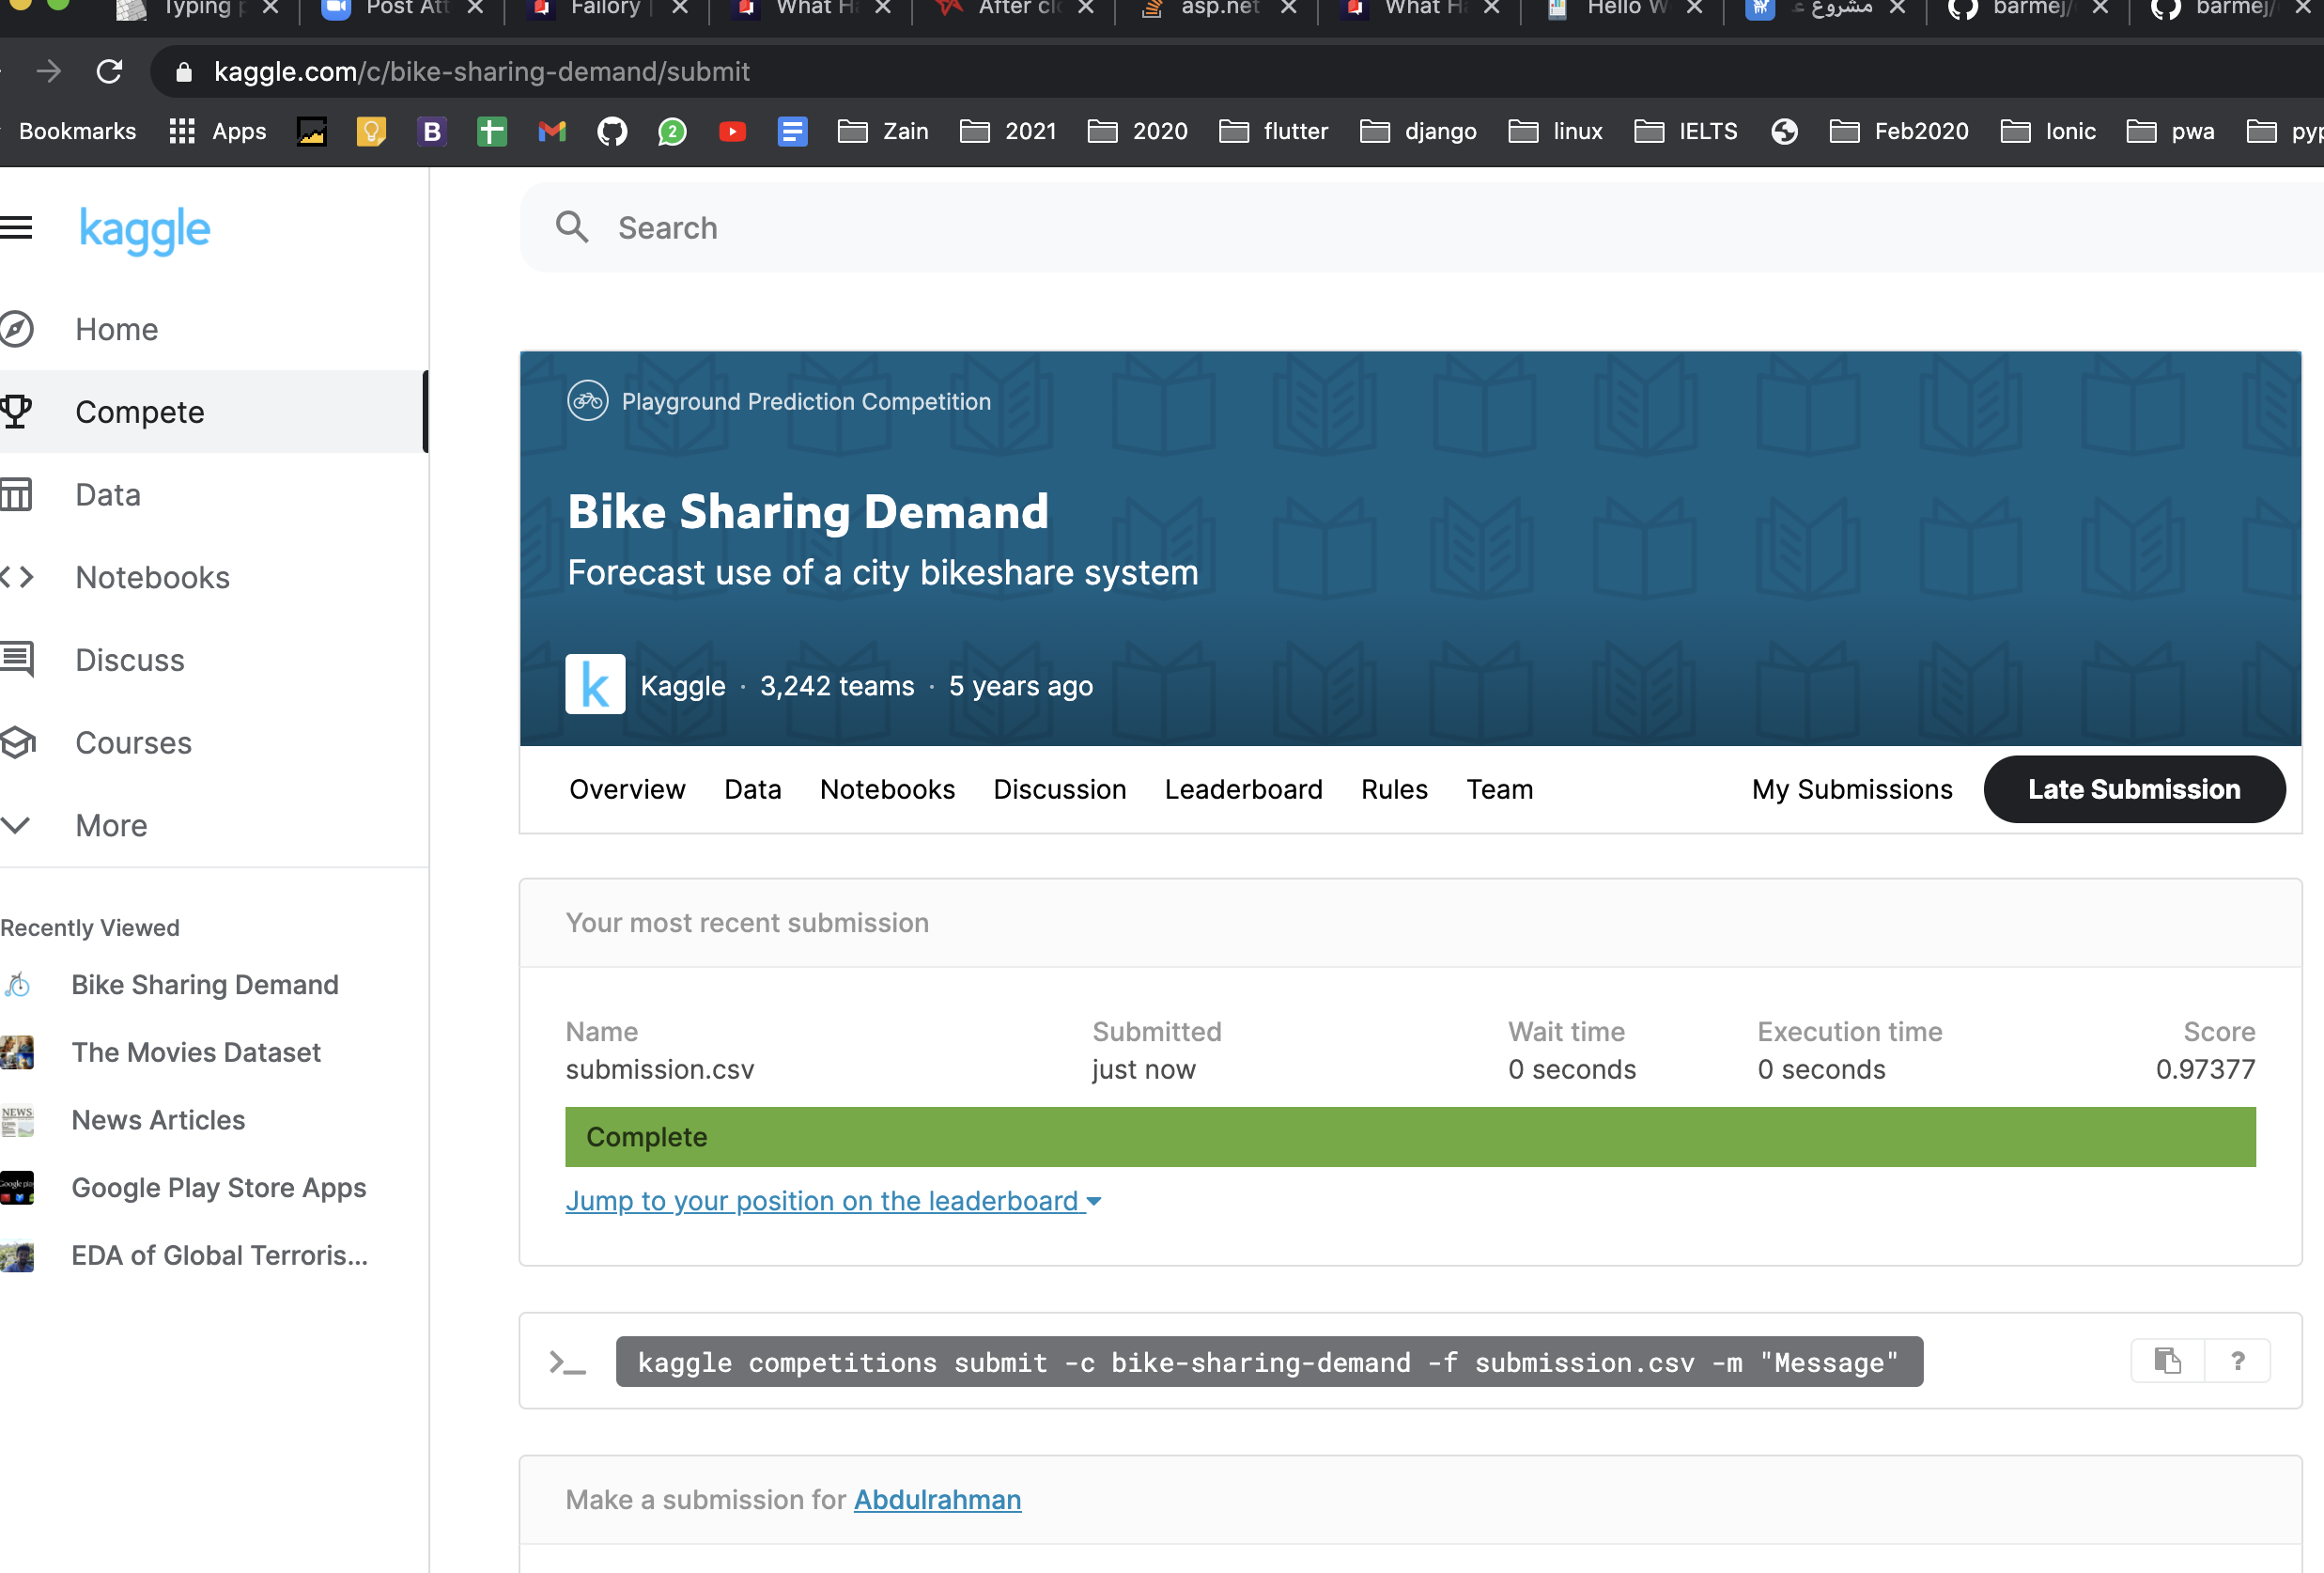 Typing
Post Att
Failory
What Ha
After cl
asp.net
What Ha
Hello W
مشروع ع
barmej/
barmej/
kaggle.com/c/bike-sharing-demand/submit
Bookmarks Apps B 2 Zain 2021 2020 flutter django linux IELTS Feb2020 Ionic pwa pyp
kaggle
Search
Home
Compete
Data
Notebooks
Discuss
Courses
More
Recently Viewed
Bike Sharing Demand
The Movies Dataset
NEWS
News Articles
Google Play Store Apps
EDA of Global Terroris...
Playground Prediction Competition
Bike Sharing Demand
Forecast use of a city bikeshare system
k Kaggle · 3,242 teams · 5 years ago
Overview Data Notebooks Discussion Leaderboard Rules Team My Submissions Late Submission
Your most recent submission
Name Submitted Wait time Execution time Score
submission.csv just now 0 seconds 0 seconds 0.97377
Complete
Jump to your position on the leaderboard
>_ kaggle competitions submit -c bike-sharing-demand -f submission.csv -m "Message" ?
Make a submission for Abdulrahman